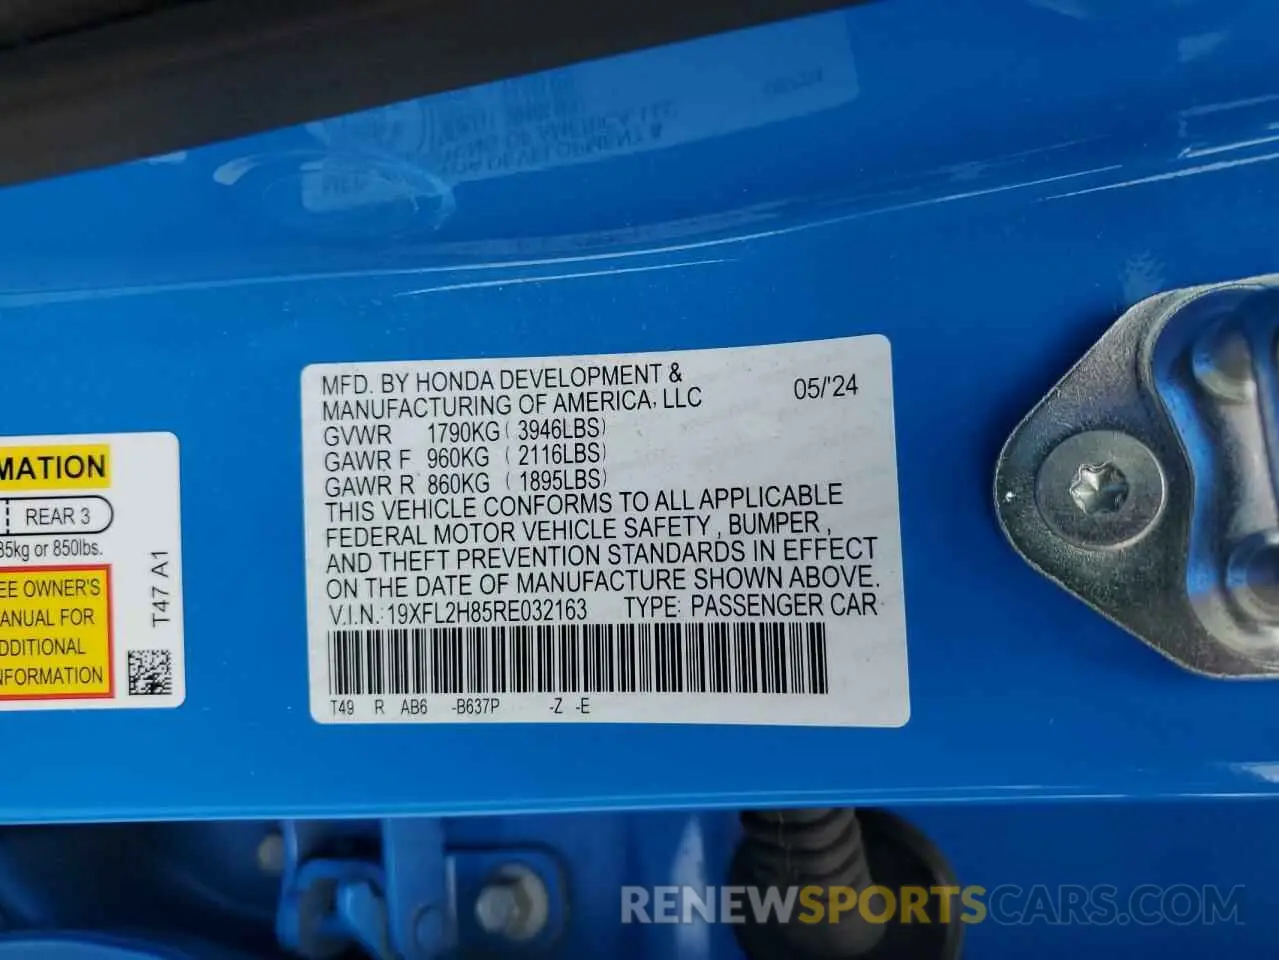 MFD. BY HONDA DEVELOPMENT &
MANUFACTURING OF AMERICA, LLC 05/'24
GVWR 1790KG ( 3946LBS)
GAWR F 960KG ( 2116LBS)
GAWR R 860KG ( 1895LBS)
THIS VEHICLE CONFORMS TO ALL APPLICABLE
FEDERAL MOTOR VEHICLE SAFETY, BUMPER,
AND THEFT PREVENTION STANDARDS IN EFFECT
ON THE DATE OF MANUFACTURE SHOWN ABOVE.
V.I.N.: 19XFL2H85RE032163 TYPE: PASSENGER CAR
T49 R AB6 -B637P -Z -E
MATION
REAR 3
85kg or 850lbs.
EE OWNER'S
ANUAL FOR
DDITIONAL
NFORMATION
T47 A1
RENEWSPORTSCARS.COM